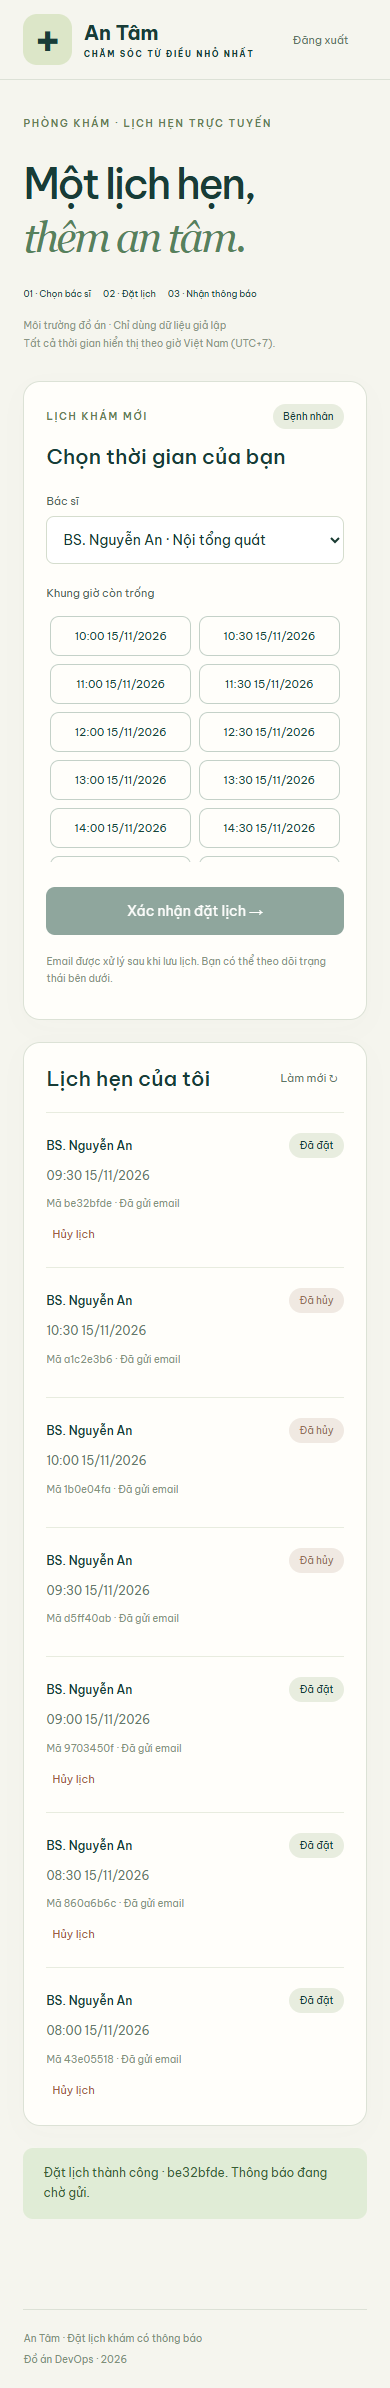 An Tâm
CHĂM SÓC TỪ ĐIỀU NHỎ NHẤT
Đăng xuất
PHÒNG KHÁM · LỊCH HẸN TRỰC TUYẾN
Một lịch hẹn,
thêm an tâm.
01 · Chọn bác sĩ 02 · Đặt lịch 03 · Nhận thông báo
Môi trường đồ án · Chỉ dùng dữ liệu giả lập
Tất cả thời gian hiển thị theo giờ Việt Nam (UTC+7).
LỊCH KHÁM MỚI
Bệnh nhân
Chọn thời gian của bạn
Bác sĩ
BS. Nguyễn An · Nội tổng quát
Khung giờ còn trống
10:00 15/11/2026 10:30 15/11/2026
11:00 15/11/2026 11:30 15/11/2026
12:00 15/11/2026 12:30 15/11/2026
13:00 15/11/2026 13:30 15/11/2026
14:00 15/11/2026 14:30 15/11/2026
Xác nhận đặt lịch →
Email được xử lý sau khi lưu lịch. Bạn có thể theo dõi trạng
thái bên dưới.
Lịch hẹn của tôi
Làm mới ↻
BS. Nguyễn An
Đã đặt
09:30 15/11/2026
Mã be32bfde · Đã gửi email
Hủy lịch
BS. Nguyễn An
Đã hủy
10:30 15/11/2026
Mã a1c2e3b6 · Đã gửi email
BS. Nguyễn An
Đã hủy
10:00 15/11/2026
Mã 1b0e04fa · Đã gửi email
BS. Nguyễn An
Đã hủy
09:30 15/11/2026
Mã d5ff40ab · Đã gửi email
BS. Nguyễn An
Đã đặt
09:00 15/11/2026
Mã 9703450f · Đã gửi email
Hủy lịch
BS. Nguyễn An
Đã đặt
08:30 15/11/2026
Mã 860a6b6c · Đã gửi email
Hủy lịch
BS. Nguyễn An
Đã đặt
08:00 15/11/2026
Mã 43e05518 · Đã gửi email
Hủy lịch
Đặt lịch thành công · be32bfde. Thông báo đang
chờ gửi.
An Tâm · Đặt lịch khám có thông báo
Đồ án DevOps · 2026